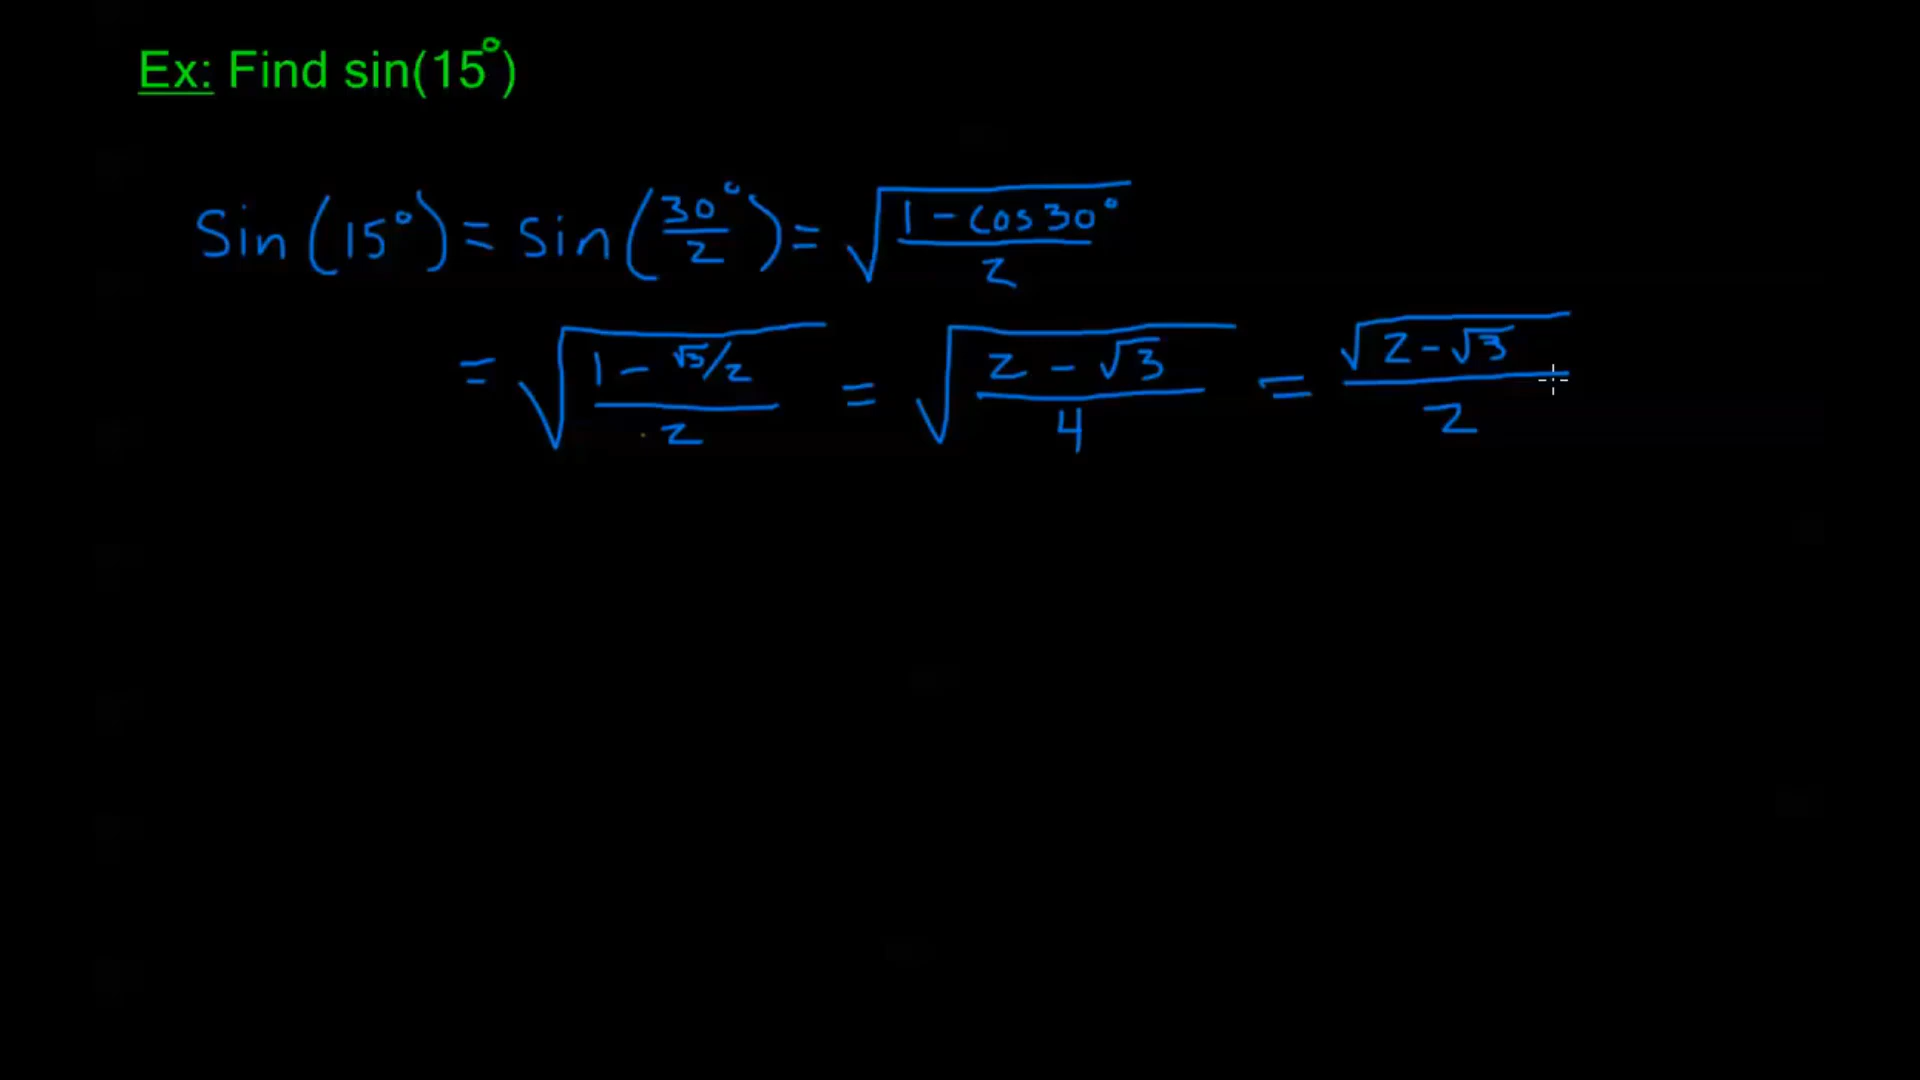 Ex: Find sin(15°)
Sin(15°) = sin(30°/2) = √((1 - cos30°)/2)
= √((1 - √3/2)/2) = √((2 - √3)/4) = √(2 - √3)/2